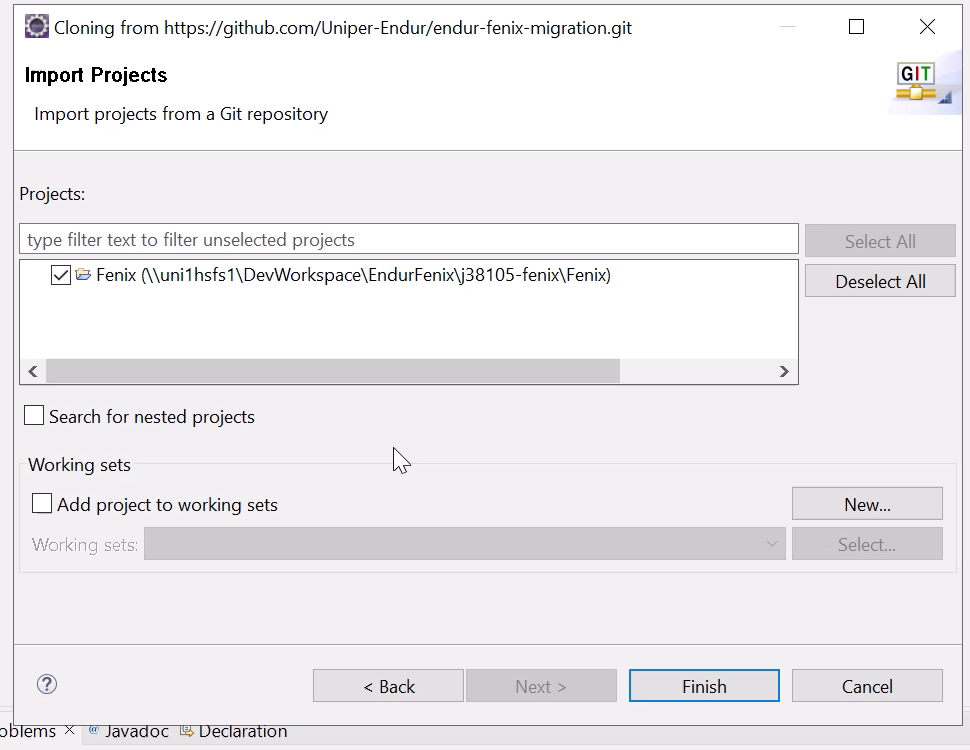 Cloning from https://github.com/Uniper-Endur/endur-fenix-migration.git
Import Projects
GIT
Import projects from a Git repository
Projects:
type filter text to filter unselected projects
Select All
Fenix (\\uni1hsfs1\DevWorkspace\EndurFenix\j38105-fenix\Fenix)
Deselect All
Search for nested projects
Working sets
Add project to working sets
New...
Working sets:
Select...
?
< Back
Next >
Finish
Cancel
oblems
@ Javadoc
Declaration